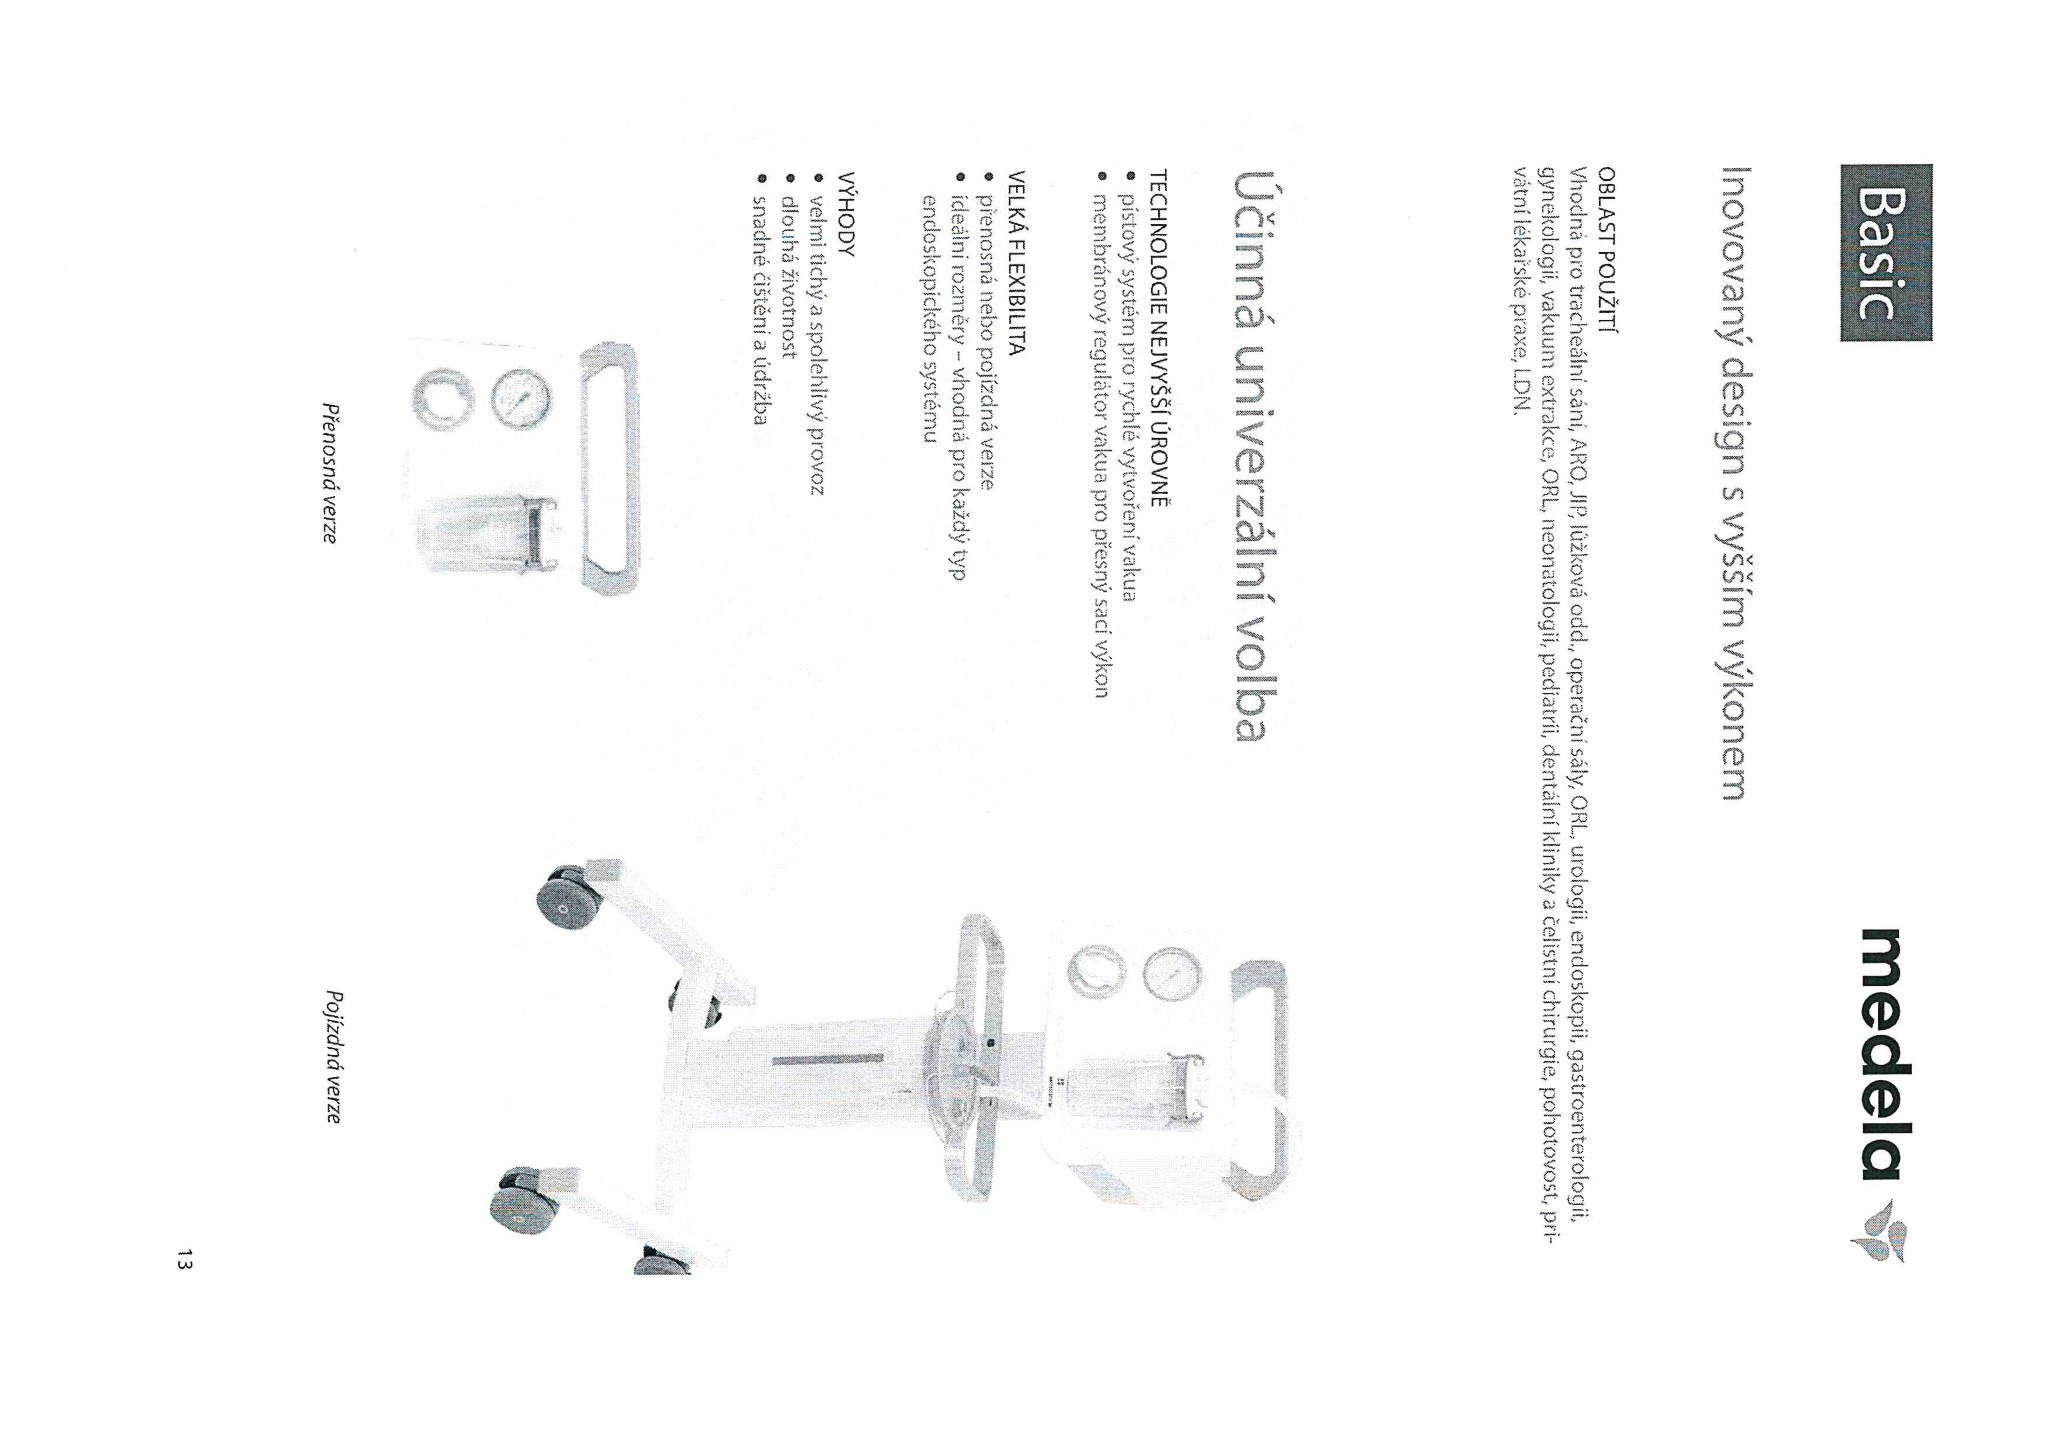 Basic
medela
Inovovaný design s vyšším výkonem
OBLAST POUŽITÍ
Vhodná pro tracheální sání, ARO, JIP, lůžková odd., operační sály, ORL, urologii, endoskopii, gastroenterologii,
gynekologii, vakuum extrakce, ORL, neonatologii, pediatrii, dentální kliniky a čelistní chirurgie, pohotovost, pri-
vátní lékařské praxe, LDN.
Účinná univerzální volba
TECHNOLOGIE NEJVYŠŠÍ ÚROVNĚ
• pístový systém pro rychlé vytvoření vakua
• membránový regulátor vakua pro přesný sací výkon
VELKÁ FLEXIBILITA
• přenosná nebo pojízdná verze
• ideální rozměry – vhodná pro každý typ
endoskopického systému
VÝHODY
• velmi tichý a spolehlivý provoz
• dlouhá životnost
• snadné čištění a údržba
Přenosná verze
Pojízdná verze
13